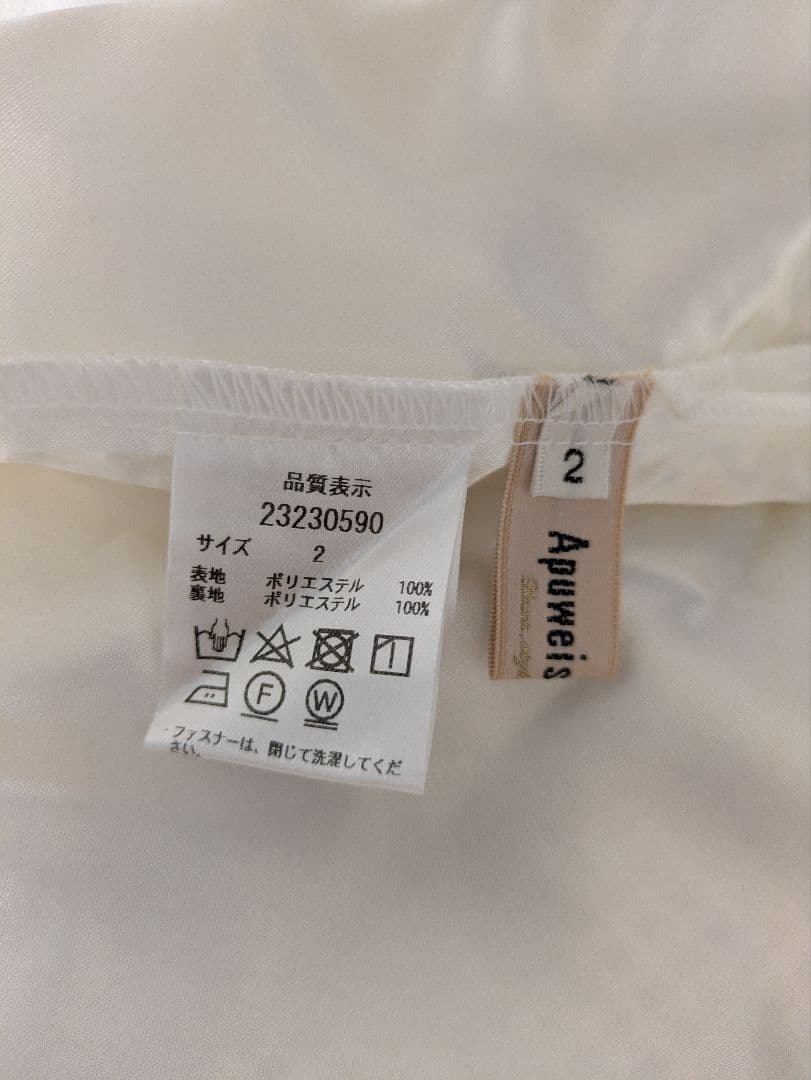 品質表示
23230590
サイズ 2
表地 ポリエステル 100%
裏地 ポリエステル 100%
F W
・ファスナーは、閉じて洗濯してくだ
さい。
2
Apuweis